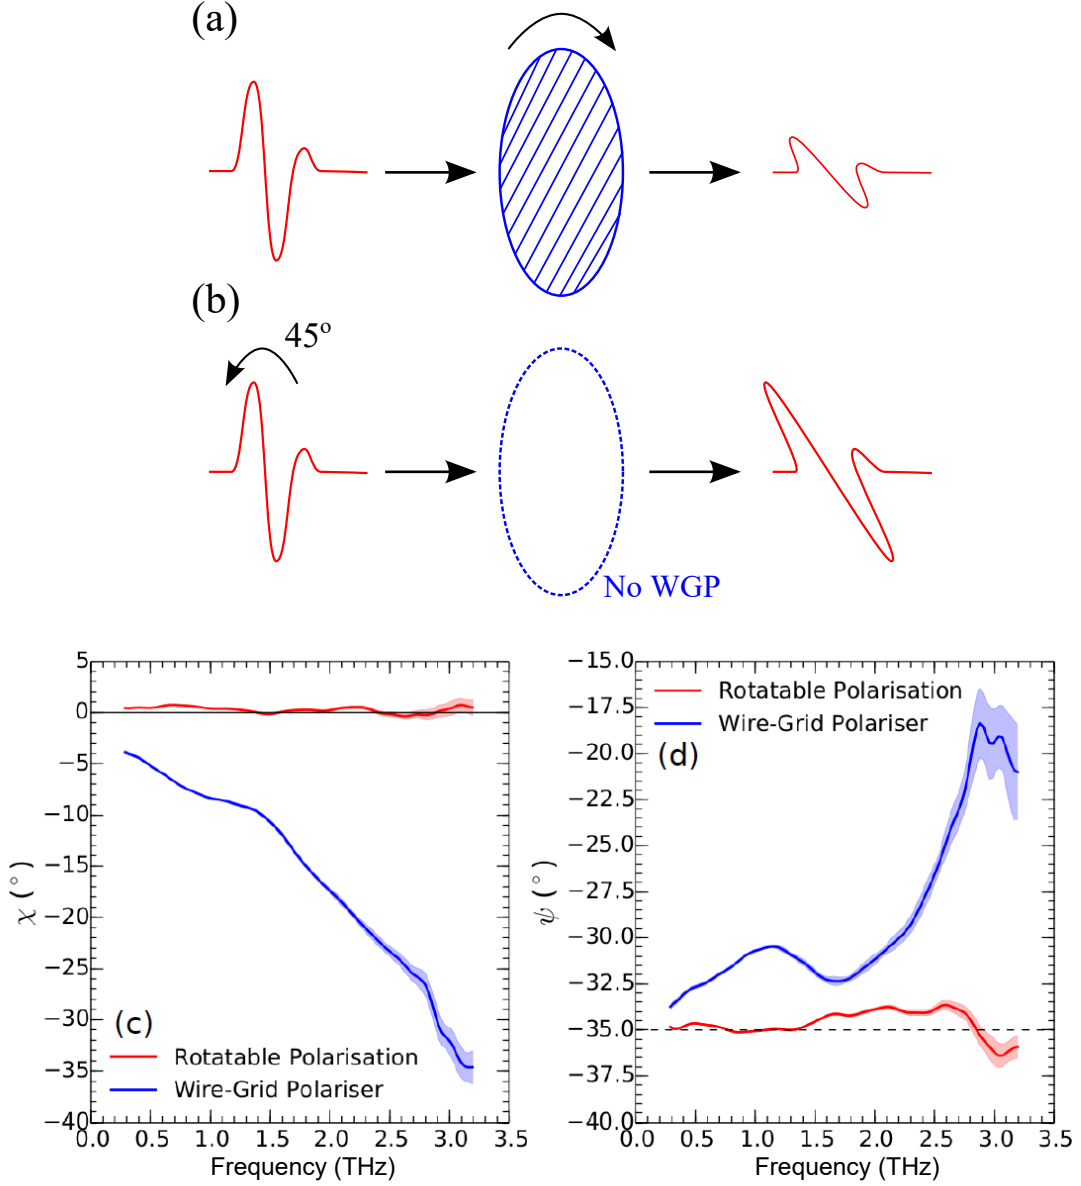 (a)
(b)
45°
No WGP
5
0
−5
−10
−15
−20
−25
−30
−35
−40
χ (°)
(c)
Rotatable Polarisation
Wire-Grid Polariser
0.0 0.5 1.0 1.5 2.0 2.5 3.0 3.5
Frequency (THz)
−15.0
−17.5
−20.0
−22.5
−25.0
−27.5
−30.0
−32.5
−35.0
−37.5
−40.0
ψ (°)
Rotatable Polarisation
Wire-Grid Polariser
(d)
0.0 0.5 1.0 1.5 2.0 2.5 3.0 3.5
Frequency (THz)